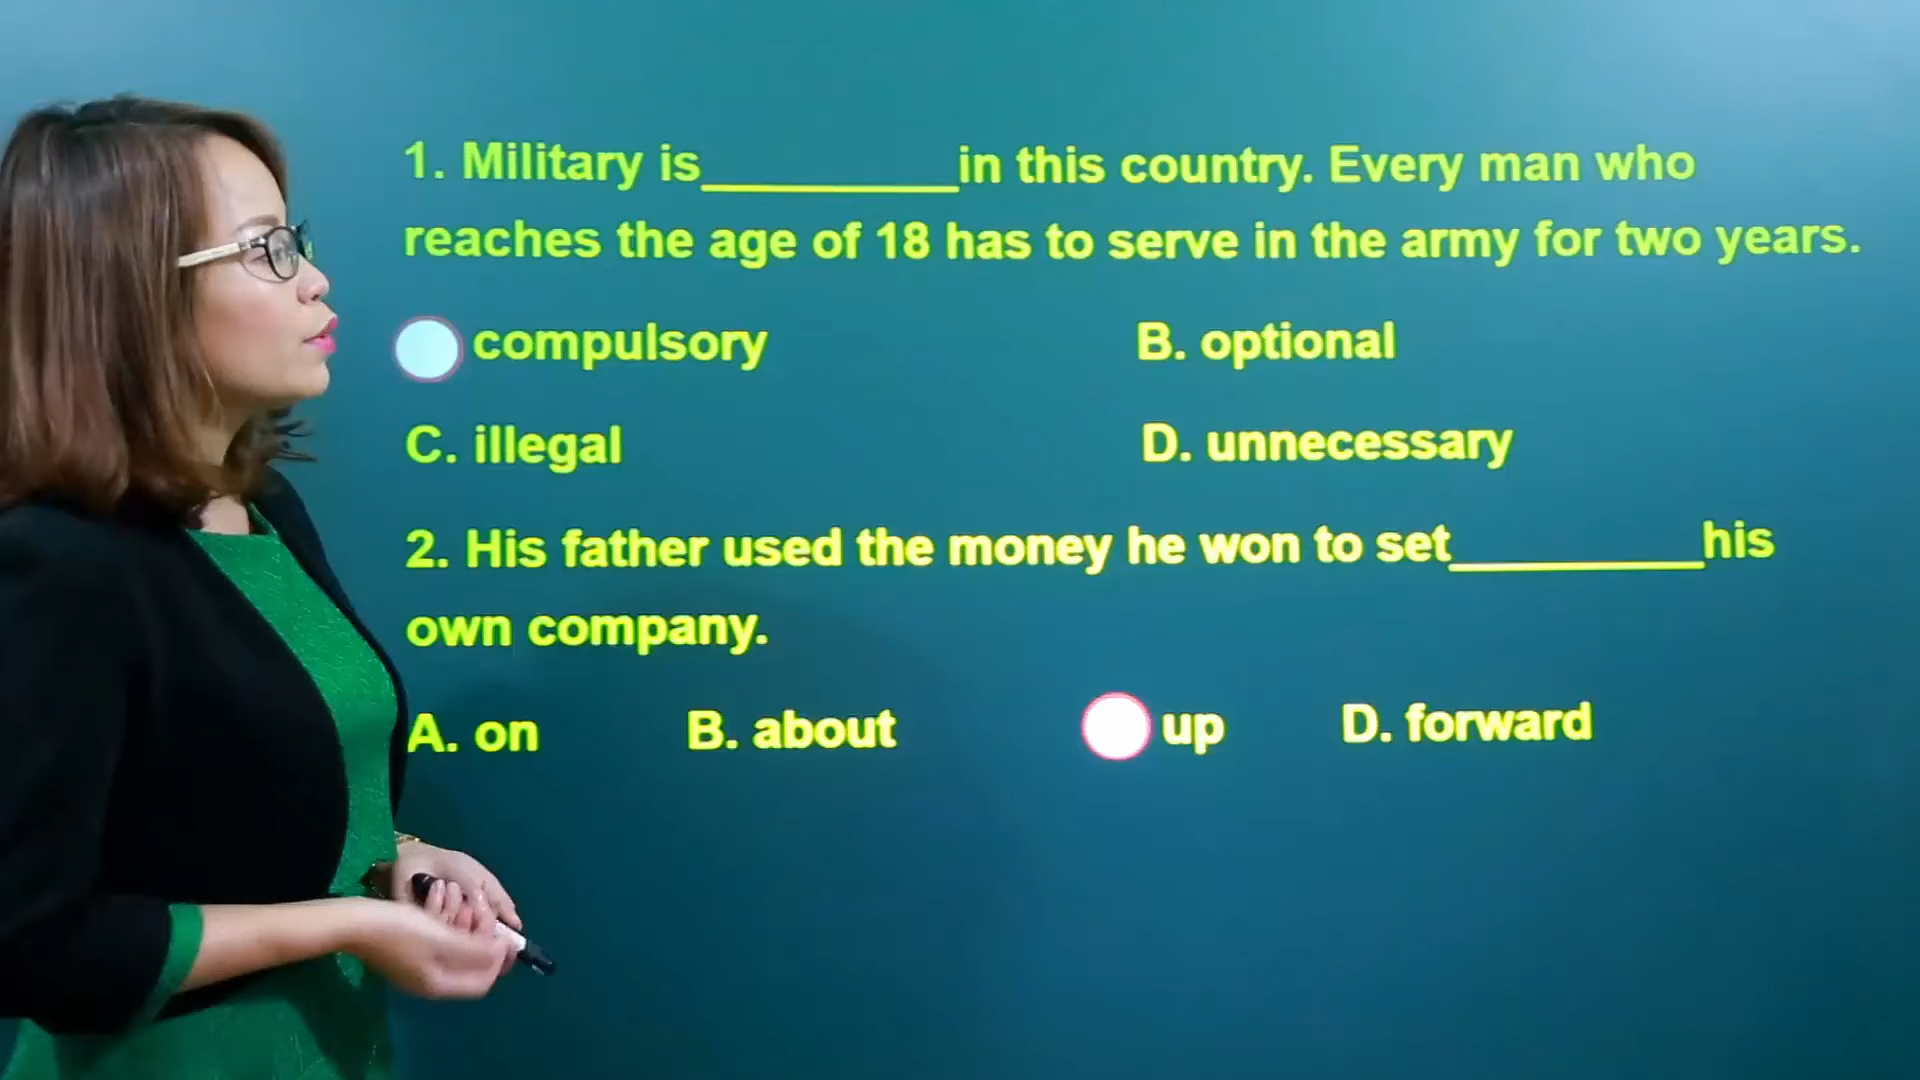 1. Military is_________in this country. Every man who
reaches the age of 18 has to serve in the army for two years.
compulsory
B. optional
C. illegal
D. unnecessary
2. His father used the money he won to set_________his
own company.
A. on
B. about
up
D. forward